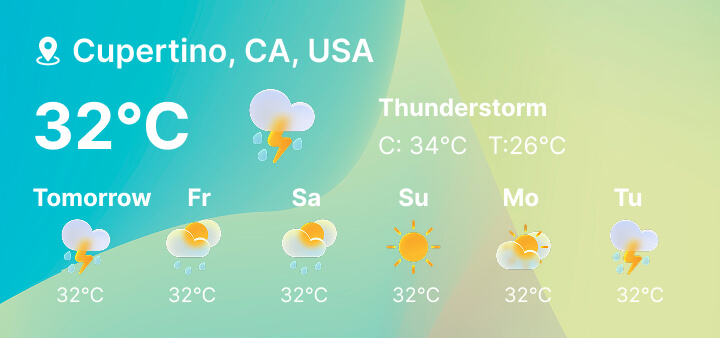 Cupertino, CA, USA
32°C
Thunderstorm
C: 34°C T:26°C
Tomorrow Fr Sa Su Mo Tu
32°C 32°C 32°C 32°C 32°C 32°C